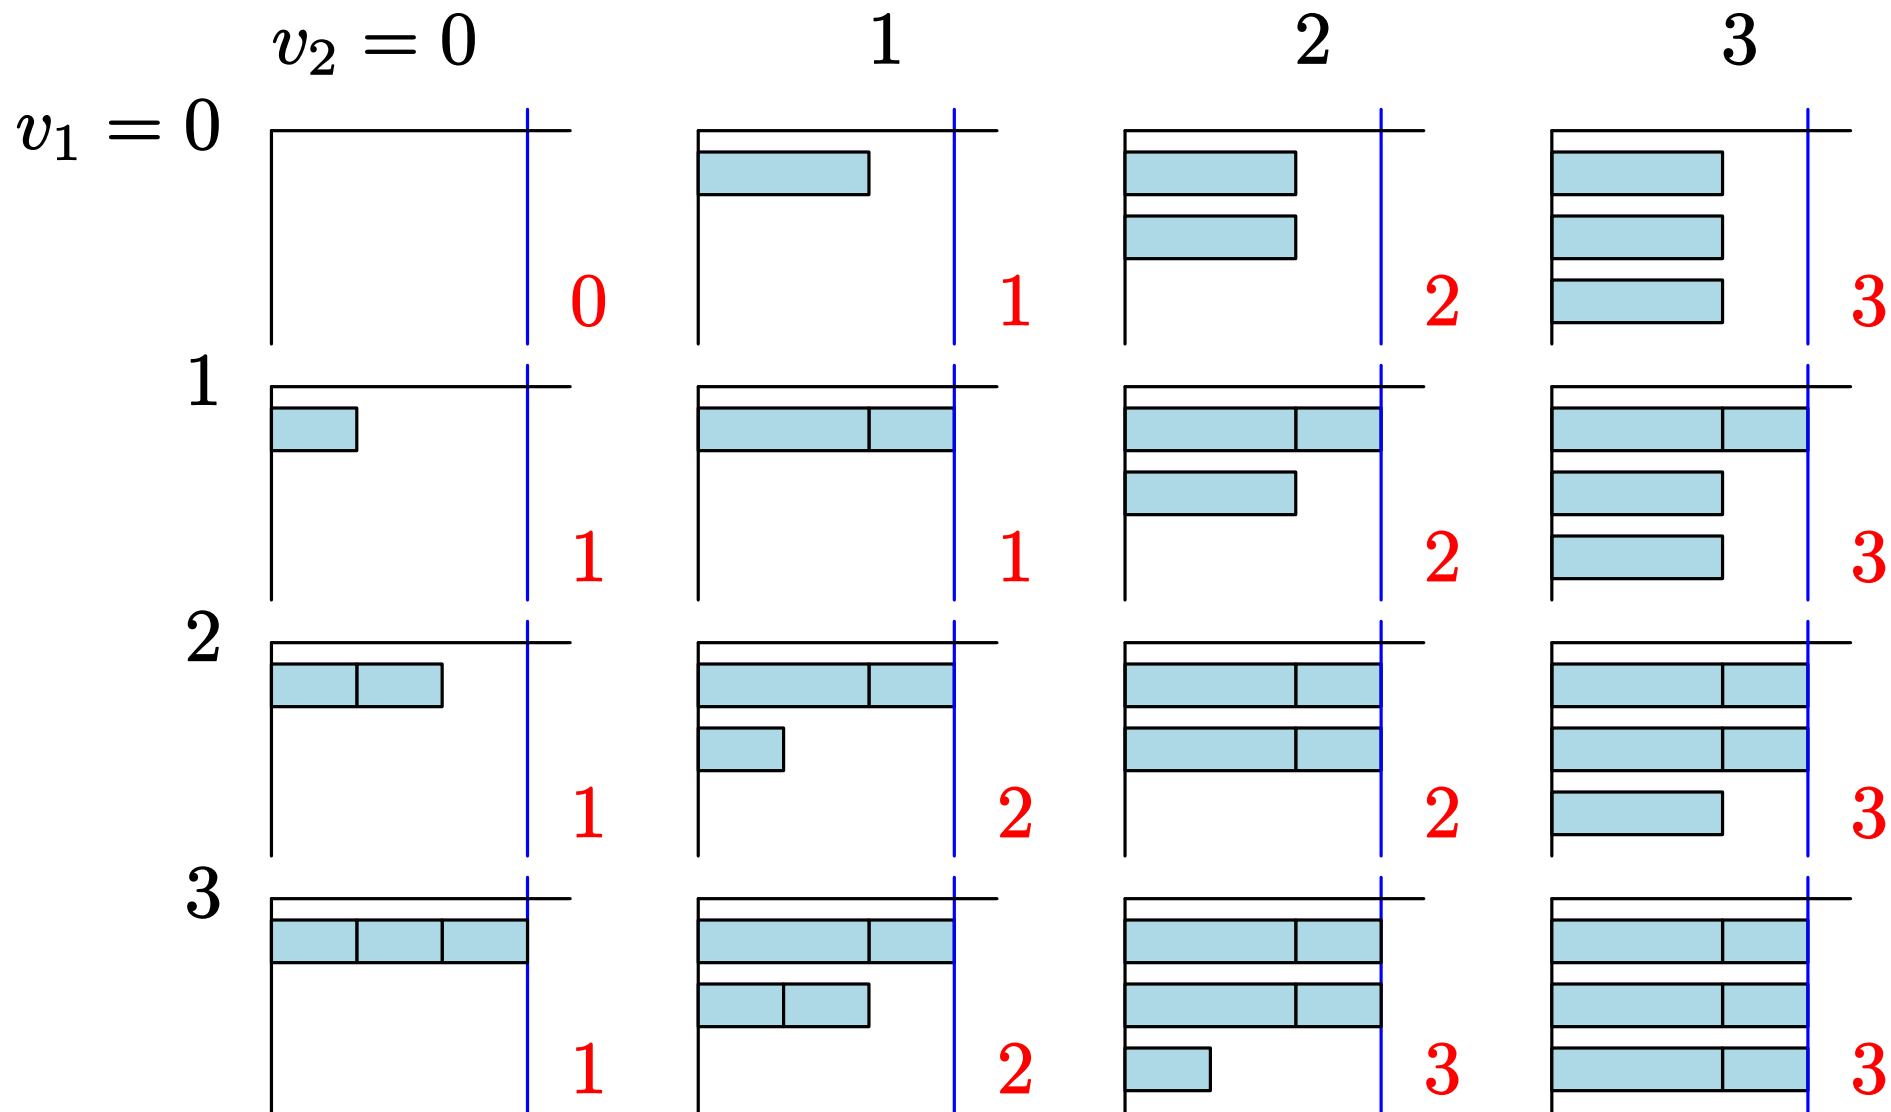 v₂ = 0 1 2 3
v₁ = 0
0 1 2 3
1
1 1 2 3
2
1 2 2 3
3
1 2 3 3